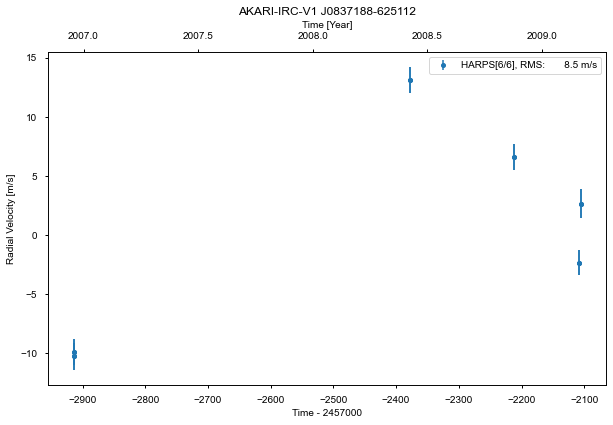 AKARI-IRC-V1 J0837188-625112
Time [Year]
2007.0 2007.5 2008.0 2008.5 2009.0
HARPS[6/6], RMS: 8.5 m/s
15
10
5
0
−5
−10
Radial Velocity [m/s]
−2900 −2800 −2700 −2600 −2500 −2400 −2300 −2200 −2100
Time - 2457000